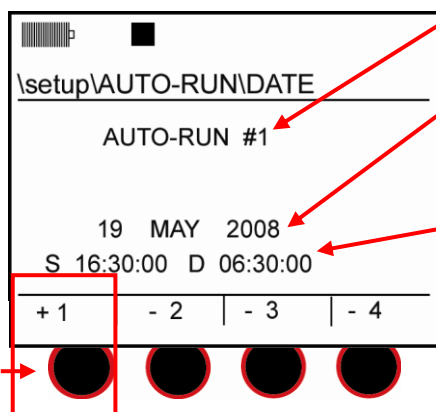 \setup\AUTO-RUN\DATE
AUTO-RUN #1
19 MAY 2008
S 16:30:00 D 06:30:00
+ 1 - 2 - 3 - 4